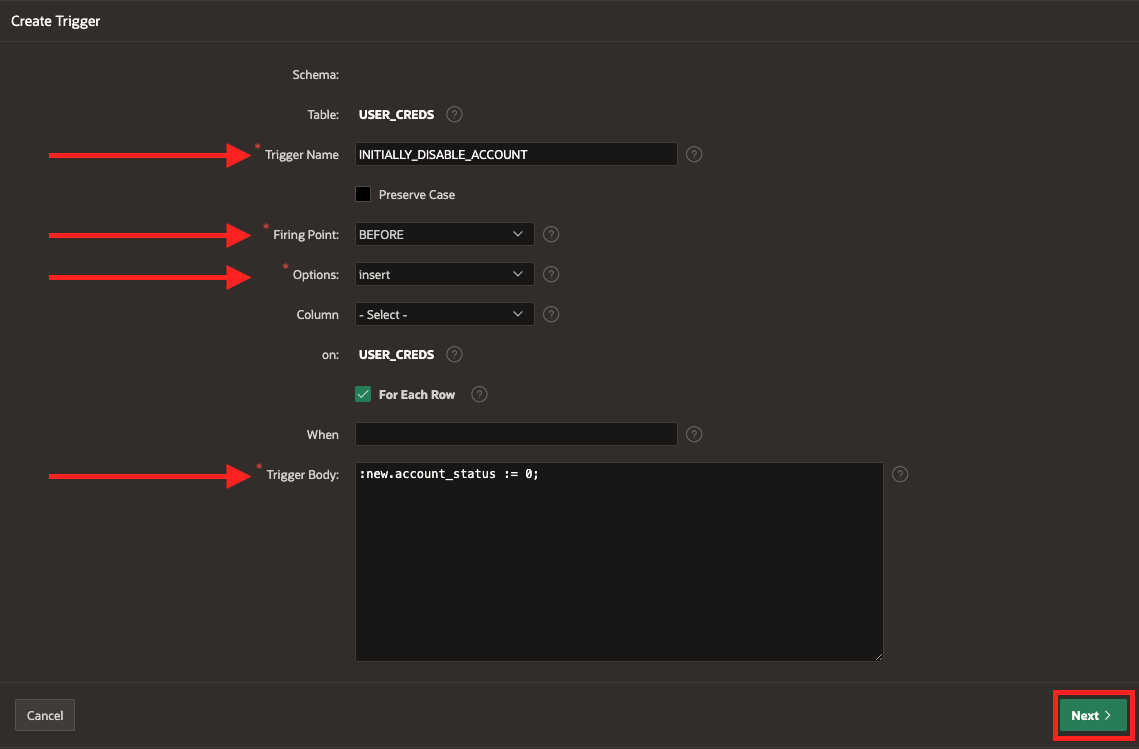 Create Trigger
Schema:
Table: USER_CREDS ?
* Trigger Name INITIALLY_DISABLE_ACCOUNT ?
Preserve Case
* Firing Point: BEFORE ?
* Options: insert ?
Column - Select - ?
on: USER_CREDS ?
For Each Row ?
When ?
* Trigger Body: :new.account_status := 0; ?
Cancel
Next >